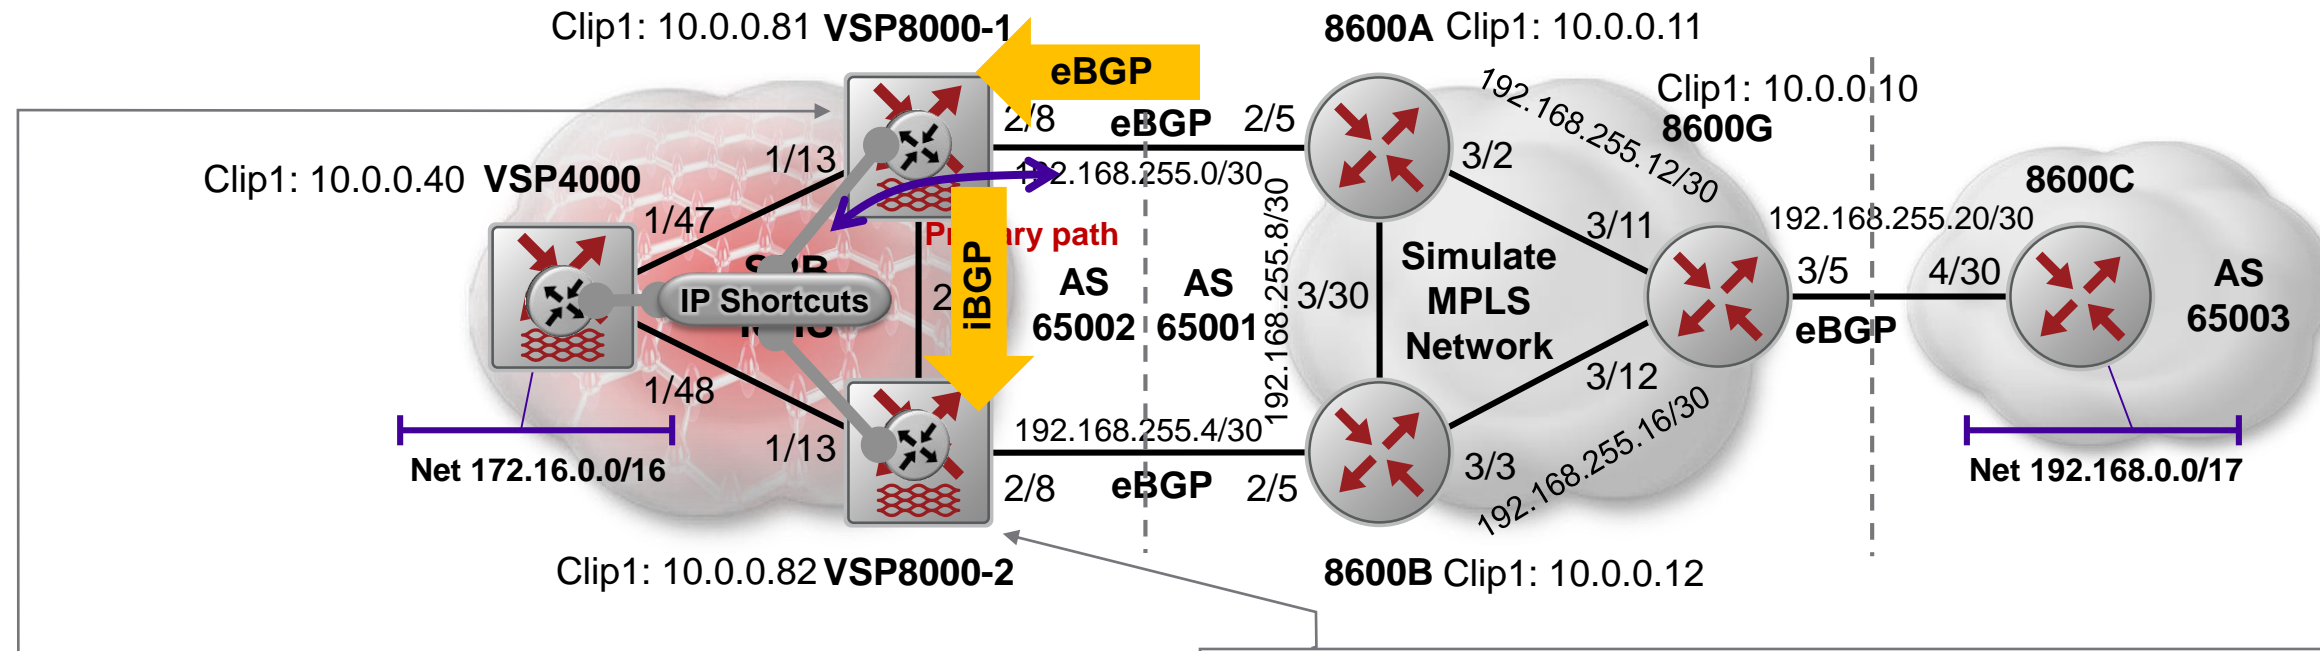 Clip1: 10.0.0.81 VSP8000-1
8600A Clip1: 10.0.0.11
eBGP
Clip1: 10.0.0.10
8600G
192.168.255.12/30
2/8
eBGP
2/5
1/13
3/2
192.168.255.0/30
Clip1: 10.0.0.40 VSP4000
8600C
1/47
192.168.255.8/30
3/11
192.168.255.20/30
Primary path
iBGP
IP Shortcuts
2
AS
65002
AS
65001
3/30
Simulate
MPLS
Network
3/5
4/30
eBGP
AS
65003
1/48
3/12
192.168.255.16/30
1/13
192.168.255.4/30
3/3
Net 172.16.0.0/16
2/8
eBGP
2/5
Net 192.168.0.0/17
Clip1: 10.0.0.82 VSP8000-2
8600B Clip1: 10.0.0.12